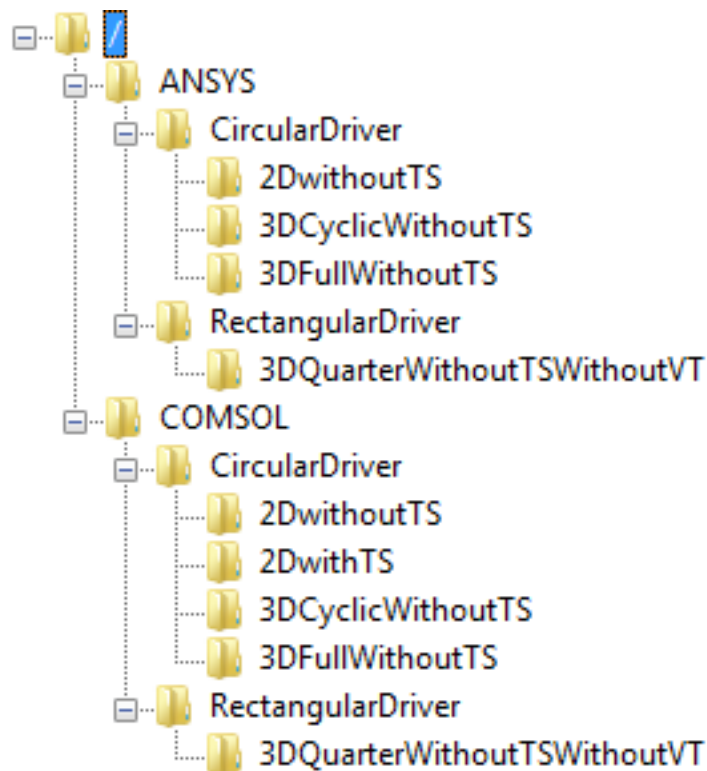 /
ANSYS
CircularDriver
2DwithoutTS
3DCyclicWithoutTS
3DFullWithoutTS
RectangularDriver
3DQuarterWithoutTSWithoutVT
COMSOL
CircularDriver
2DwithoutTS
2DwithTS
3DCyclicWithoutTS
3DFullWithoutTS
RectangularDriver
3DQuarterWithoutTSWithoutVT